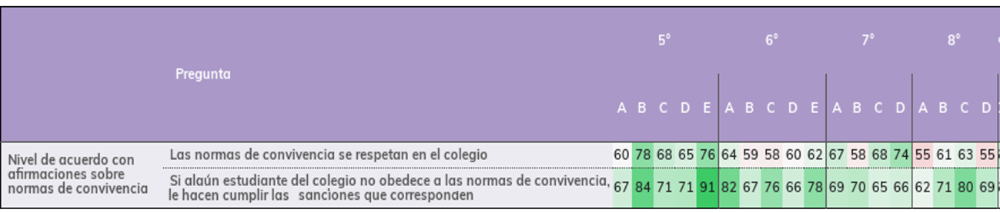 5° 6° 7° 8°
Pregunta
A B C D E A B C D E A B C D A B C D
Las normas de convivencia se respetan en el colegio 60 78 68 65 76 64 59 58 60 62 67 58 68 74 55 61 63 55
Nivel de acuerdo con
afirmaciones sobre
normas de convivencia
Si alaún estudiante del colegio no obedece a las normas de convivencia,
le hacen cumplir las sanciones que corresponden
67 84 71 71 91 82 67 76 66 78 69 70 65 66 62 71 80 69